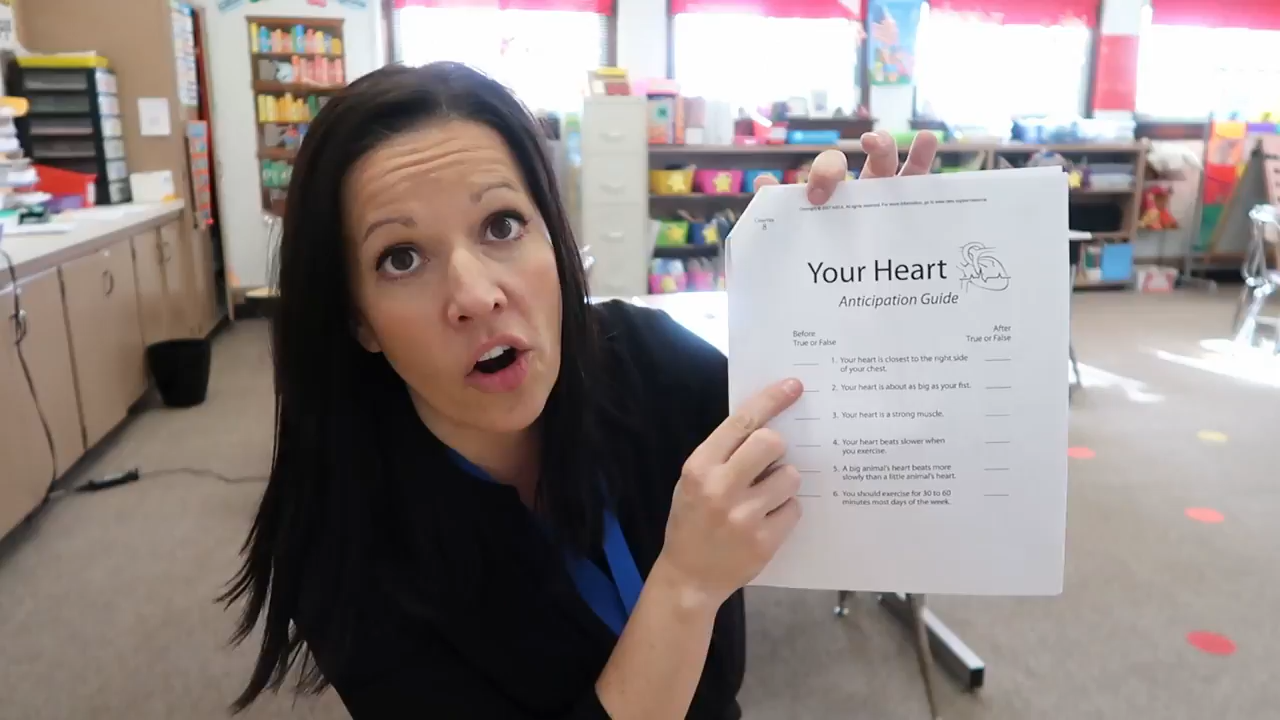 8
Your Heart
Anticipation Guide
Before
True or False
After
True or False
1. Your heart is closest to the right side
of your chest.
2. Your heart is about as big as your fist.
3. Your heart is a strong muscle.
4. Your heart beats slower when
you exercise.
5. A big animal's heart beats more
slowly than a little animal's heart.
6. You should exercise for 30 to 60
minutes most days of the week.